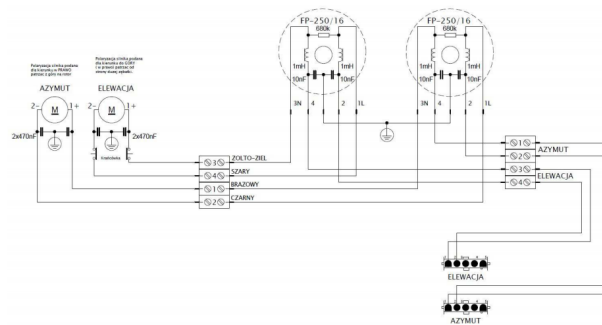 FP-250/16
680k
1mH 1mH
10nF 10nF
3N 4 2 1L
FP-250/16
680k
1mH 1mH
10nF 10nF
3N 4 2 1L
Polaryzacja silnika podana
dla kierunku w PRAWO
patrząc z góry na rotor
AZYMUT
2- M 1+
2x470nF
Polaryzacja silnika podana
dla kierunku do GÓRY
ELEWACJA
2- M 1+
2x470nF
Krańcówka
3 ZOLTO-ZIEL
4 SZARY
1 BRAZOWY
2 CZARNY
1
AZYMUT
2
3
ELEWACJA
4
ELEWACJA
AZYMUT